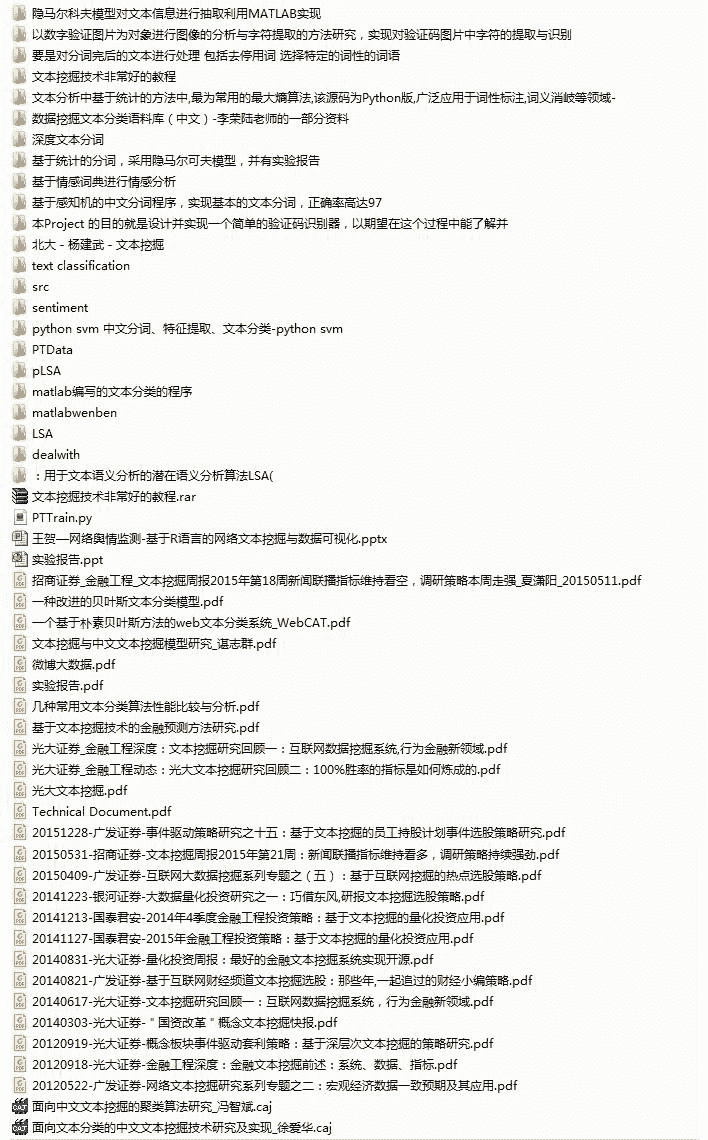 隐马尔科夫模型对文本信息进行抽取利用MATLAB实现
以数字验证图片为对象进行图像的分析与字符提取的方法研究，实现对验证码图片中字符的提取与识别
要是对分词完后的文本进行处理 包括去停用词 选择特定的词性的词语
文本挖掘技术非常好的教程
文本分析中基于统计的方法中,最为常用的最大熵算法,该源码为Python版,广泛应用于词性标注,词义消岐等领域-
数据挖掘文本分类语料库（中文）-李荣陆老师的一部分资料
深度文本分词
基于统计的分词，采用隐马尔可夫模型，并有实验报告
基于情感词典进行情感分析
基于感知机的中文分词程序，实现基本的文本分词，正确率高达97
本Project 的目的就是设计并实现一个简单的验证码识别器，以期望在这个过程中能了解并
北大 - 杨建武 - 文本挖掘
text classification
src
sentiment
python svm 中文分词、特征提取、文本分类-python svm
PTData
pLSA
matlab编写的文本分类的程序
matlabwenben
LSA
dealwith
：用于文本语义分析的潜在语义分析算法LSA(
文本挖掘技术非常好的教程.rar
PTTrain.py
王贺—网络舆情监测-基于R语言的网络文本挖掘与数据可视化.pptx
实验报告.ppt
招商证券_金融工程_文本挖掘周报2015年第18周新闻联播指标维持看空，调研策略本周走强_夏潇阳_20150511.pdf
一种改进的贝叶斯文本分类模型.pdf
一个基于朴素贝叶斯方法的web文本分类系统_WebCAT.pdf
文本挖掘与中文文本挖掘模型研究_谌志群.pdf
微博大数据.pdf
实验报告.pdf
几种常用文本分类算法性能比较与分析.pdf
基于文本挖掘技术的金融预测方法研究.pdf
光大证券_金融工程深度：文本挖掘研究回顾一：互联网数据挖掘系统,行为金融新领域.pdf
光大证券_金融工程动态：光大文本挖掘研究回顾二：100%胜率的指标是如何炼成的.pdf
光大文本挖掘.pdf
Technical Document.pdf
20151228-广发证券-事件驱动策略研究之十五：基于文本挖掘的员工持股计划事件选股策略研究.pdf
20150531-招商证券-文本挖掘周报2015年第21周：新闻联播指标维持看多，调研策略持续强劲.pdf
20150409-广发证券-互联网大数据挖掘系列专题之（五）：基于互联网挖掘的热点选股策略.pdf
20141223-银河证券-大数据量化投资研究之一：巧借东风,研报文本挖掘选股策略.pdf
20141213-国泰君安-2014年4季度金融工程投资策略：基于文本挖掘的量化投资应用.pdf
20141127-国泰君安-2015年金融工程投资策略：基于文本挖掘的量化投资应用.pdf
20140831-光大证券-量化投资周报：最好的金融文本挖掘系统实现开源.pdf
20140821-广发证券-基于互联网财经频道文本挖掘选股：那些年,一起追过的财经小编策略.pdf
20140617-光大证券-文本挖掘研究回顾一：互联网数据挖掘系统，行为金融新领域.pdf
20140303-光大证券-＂国资改革＂概念文本挖掘快报.pdf
20120919-光大证券-概念板块事件驱动套利策略：基于深层次文本挖掘的策略研究.pdf
20120918-光大证券-金融工程深度：金融文本挖掘前述：系统、数据、指标.pdf
20120522-广发证券-网络文本挖掘研究系列专题之二：宏观经济数据一致预期及其应用.pdf
面向中文文本挖掘的聚类算法研究_冯智斌.caj
面向文本分类的中文文本挖掘技术研究及实现_徐爱华.caj